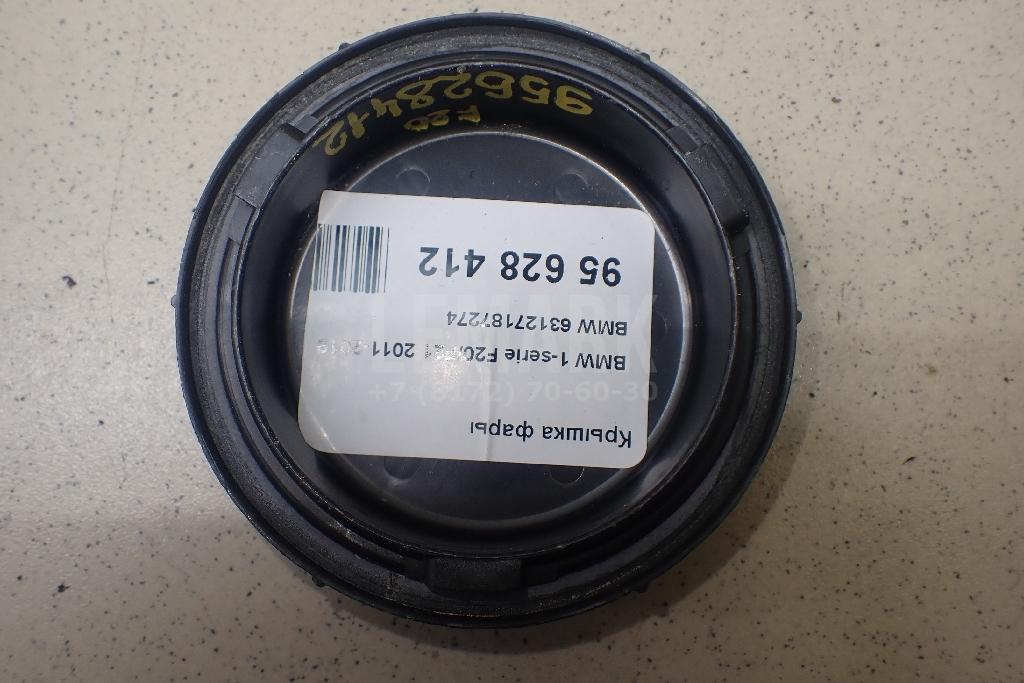 Крышка фары
BMW 1-serie F20/F21 2011-2019
BMW 63127187274
95 628 412
95628412
F20
LEMARK
+7 (8172) 70-60-30